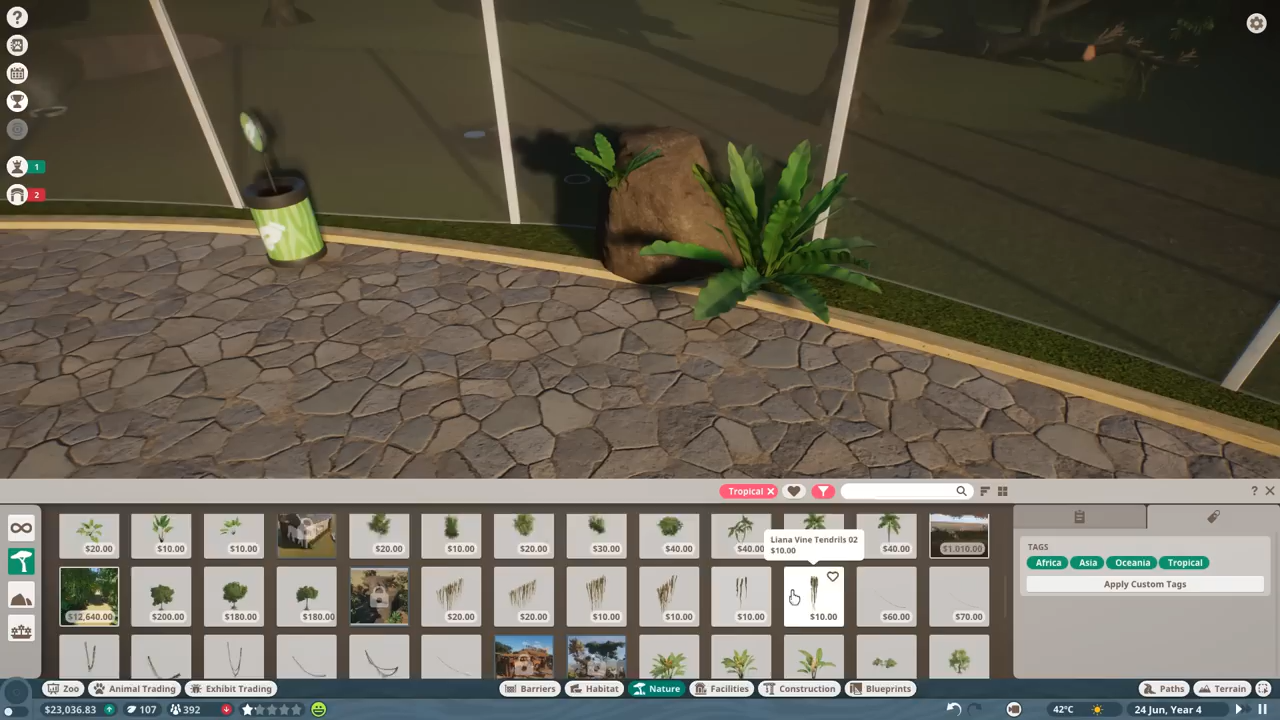 ?
1
2
Tropical ×
? ×
$20.00 $10.00 $10.00 $20.00 $10.00 $20.00 $30.00 $40.00 $40.00 $40.00 $1,010.00
Liana Vine Tendrils 02
$10.00
$12,640.00 $200.00 $180.00 $180.00 $20.00 $20.00 $10.00 $10.00 $10.00 $10.00 $60.00 $70.00
TAGS
Africa Asia Oceania Tropical
Apply Custom Tags
Zoo Animal Trading Exhibit Trading Barriers Habitat Nature Facilities Construction Blueprints Paths Terrain
$23,036.83 107 392 42°C 24 Jun, Year 4